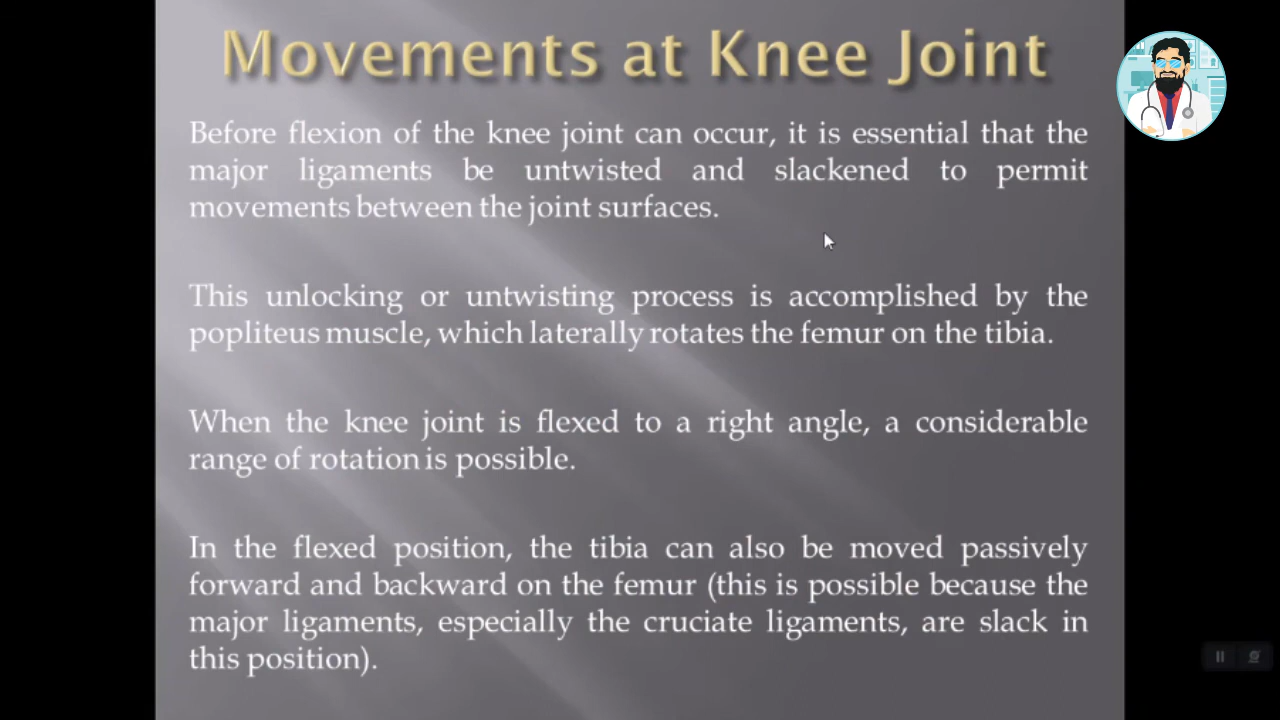 Movements at Knee Joint
Before flexion of the knee joint can occur, it is essential that the
major ligaments be untwisted and slackened to permit
movements between the joint surfaces.
This unlocking or untwisting process is accomplished by the
popliteus muscle, which laterally rotates the femur on the tibia.
When the knee joint is flexed to a right angle, a considerable
range of rotation is possible.
In the flexed position, the tibia can also be moved passively
forward and backward on the femur (this is possible because the
major ligaments, especially the cruciate ligaments, are slack in
this position).